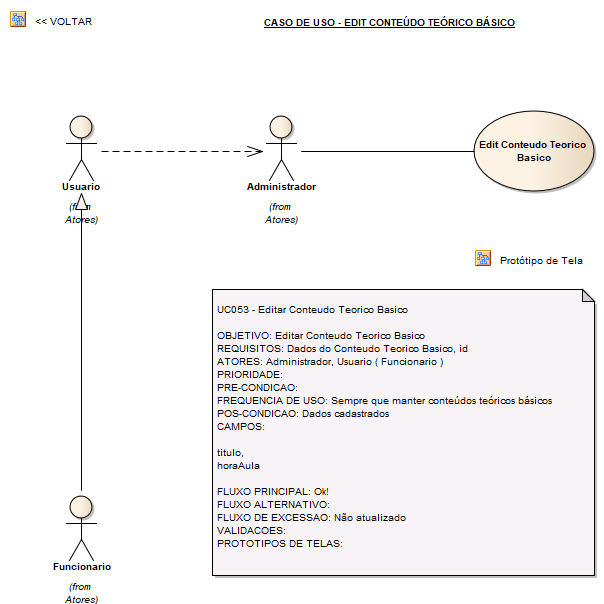 << VOLTAR
CASO DE USO - EDIT CONTEÚDO TEÓRICO BÁSICO
Usuario
(from
Atores)
Administrador
(from
Atores)
Edit Conteudo Teorico
Basico
Protótipo de Tela
UC053 - Editar Conteudo Teorico Basico
OBJETIVO: Editar Conteudo Teorico Basico
REQUISITOS: Dados do Conteudo Teorico Basico, id
ATORES: Administrador, Usuario ( Funcionario )
PRIORIDADE:
PRE-CONDICAO:
FREQUENCIA DE USO: Sempre que manter conteúdos teóricos básicos
POS-CONDICAO: Dados cadastrados
CAMPOS:
titulo,
horaAula
FLUXO PRINCIPAL: Ok!
FLUXO ALTERNATIVO:
FLUXO DE EXCESSAO: Não atualizado
VALIDACOES:
PROTOTIPOS DE TELAS:
Funcionario
(from
Atores)